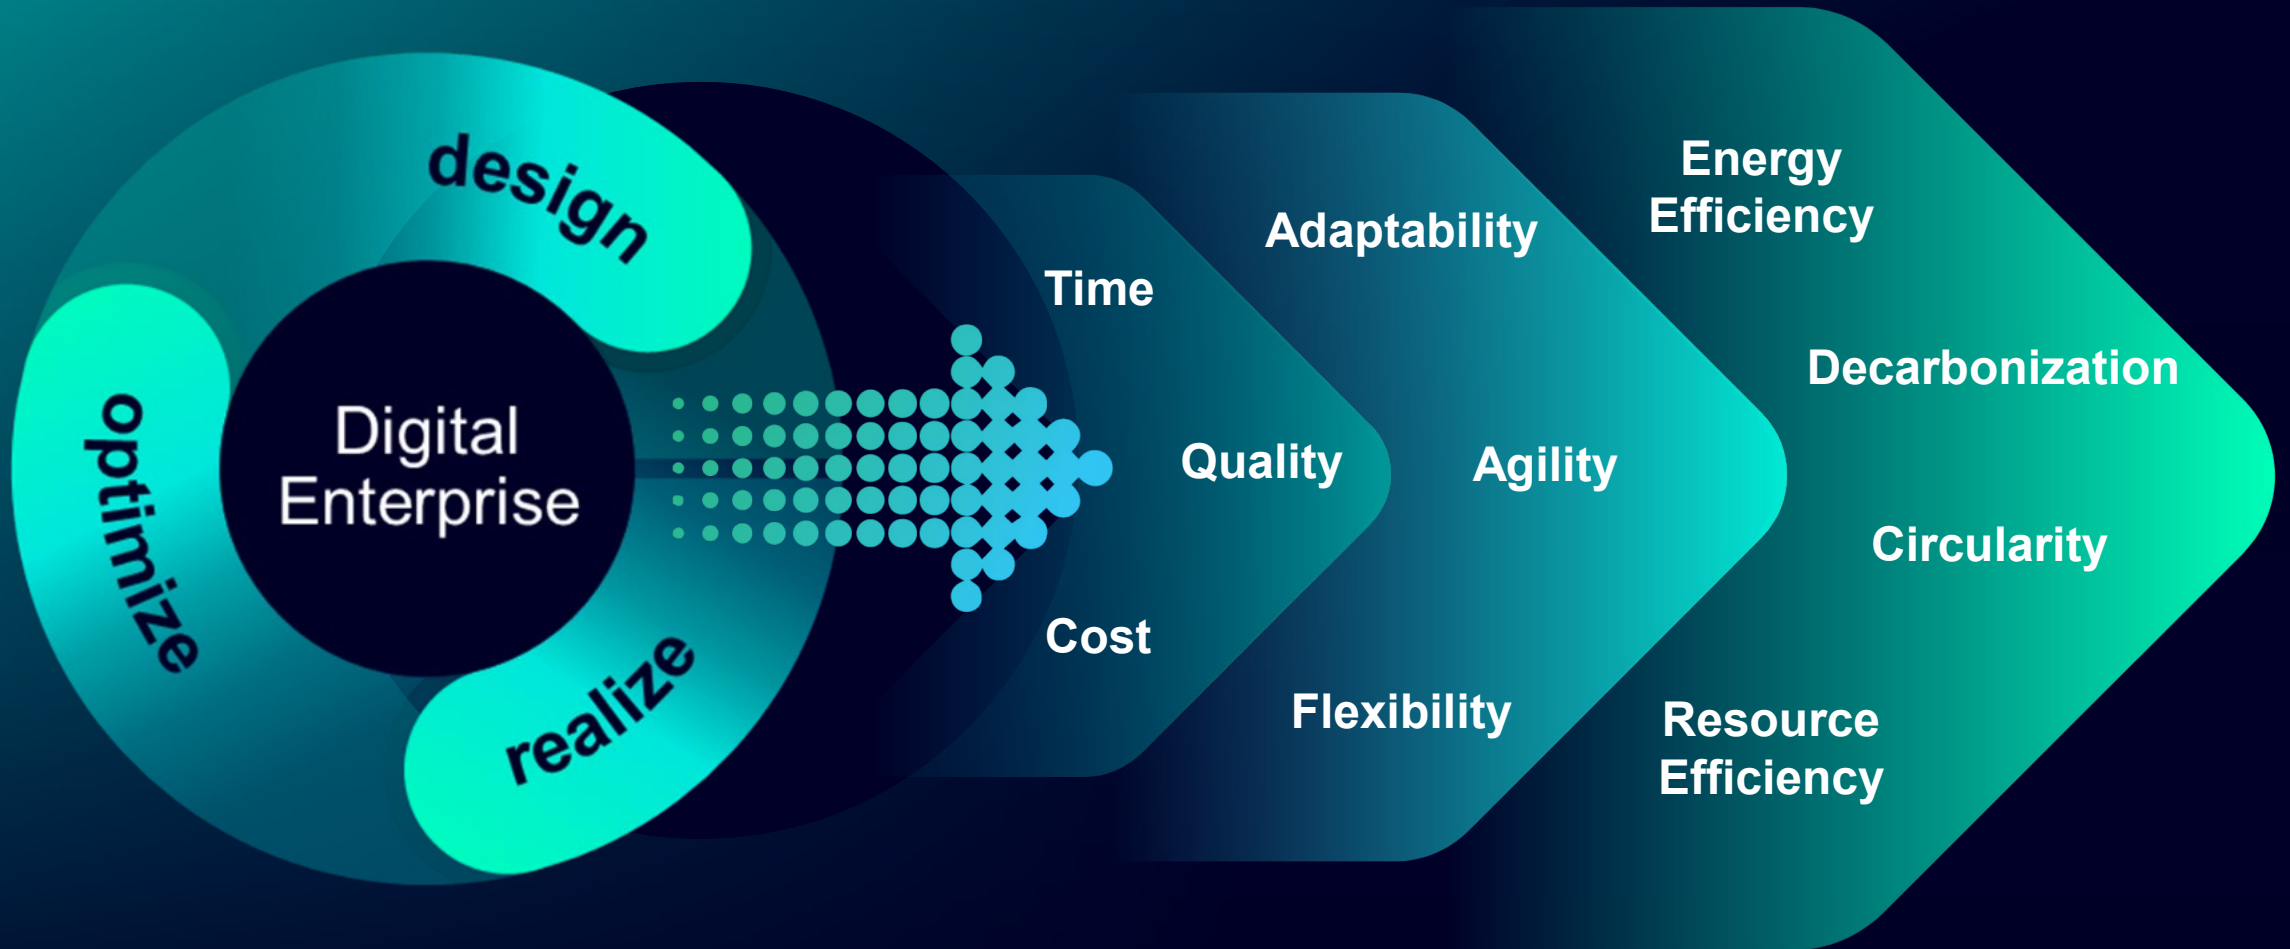 design
realize
optimize
Digital
Enterprise
Time
Quality
Cost
Adaptability
Agility
Flexibility
Energy
Efficiency
Decarbonization
Circularity
Resource
Efficiency